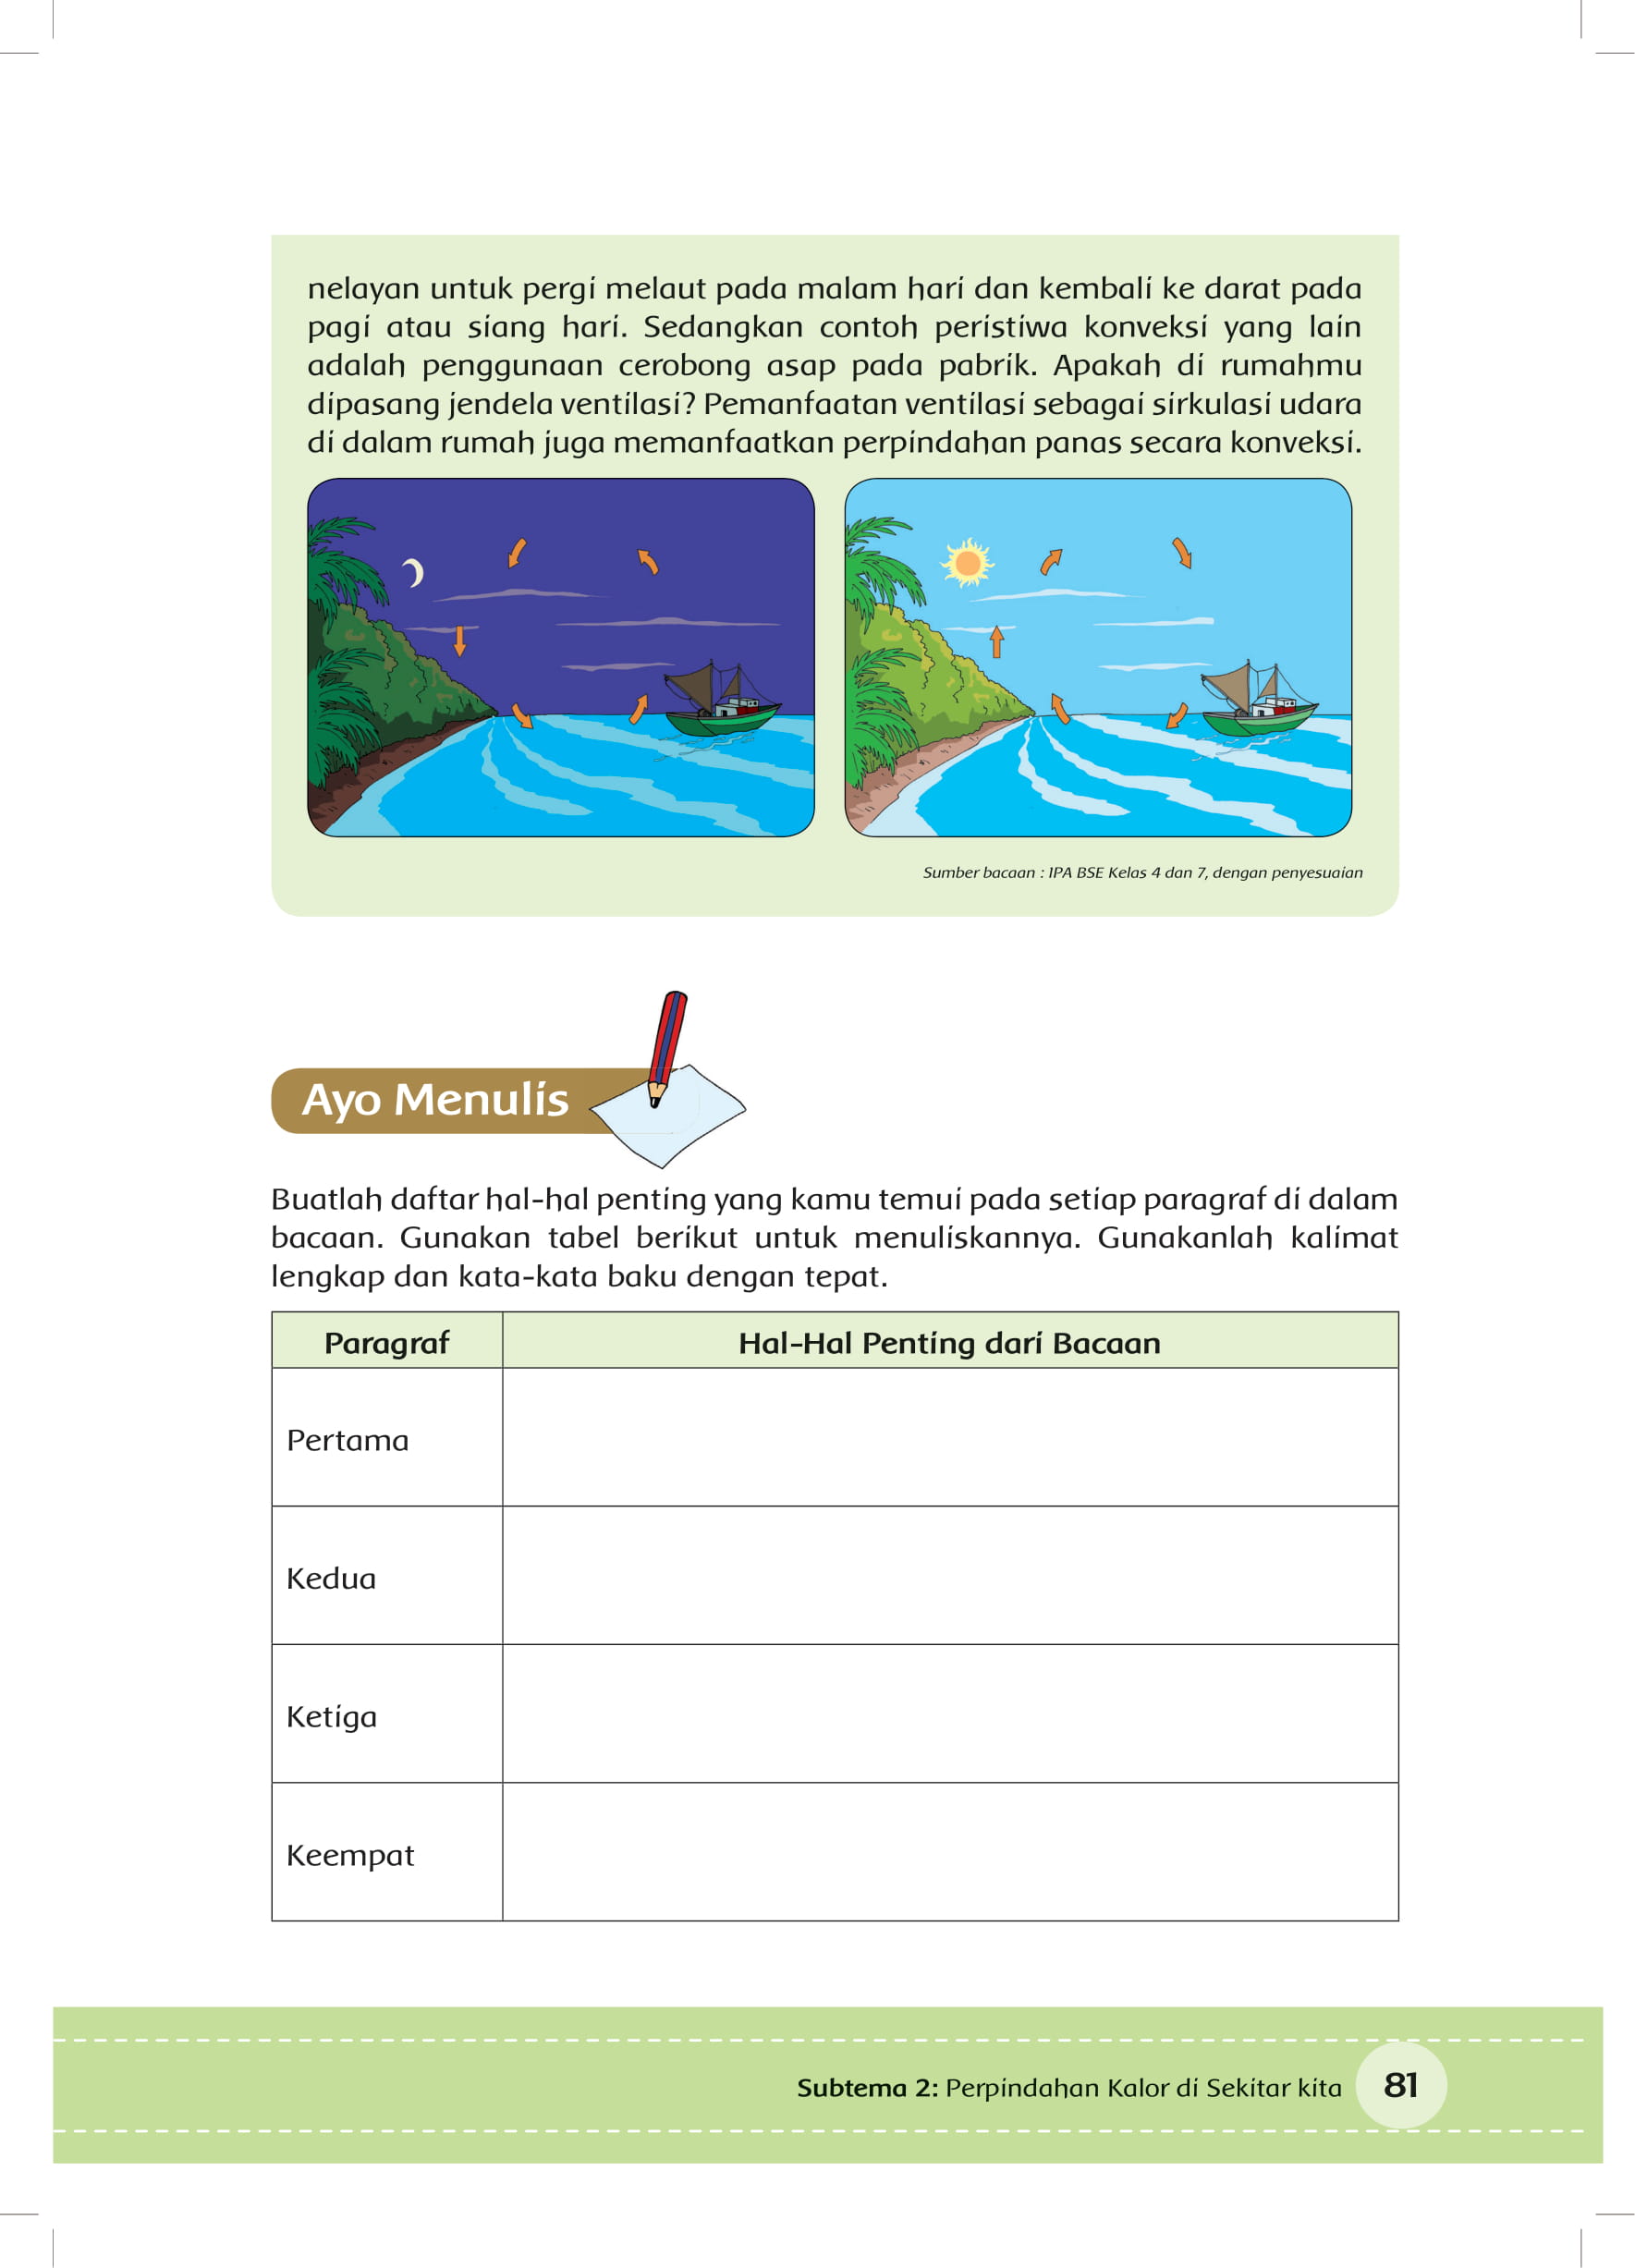 nelayan untuk pergi melaut pada malam hari dan kembali ke darat pada
pagi atau siang hari. Sedangkan contoh peristiwa konveksi yang lain
adalah penggunaan cerobong asap pada pabrik. Apakah di rumahmu
dipasang jendela ventilasi? Pemanfaatan ventilasi sebagai sirkulasi udara
di dalam rumah juga memanfaatkan perpindahan panas secara konveksi.
Sumber bacaan : IPA BSE Kelas 4 dan 7, dengan penyesuaian
Ayo Menulis
Buatlah daftar hal-hal penting yang kamu temui pada setiap paragraf di dalam
bacaan. Gunakan tabel berikut untuk menuliskannya. Gunakanlah kalimat
lengkap dan kata-kata baku dengan tepat.
Paragraf Hal-Hal Penting dari Bacaan
Pertama
Kedua
Ketiga
Keempat
Subtema 2: Perpindahan Kalor di Sekitar kita 81